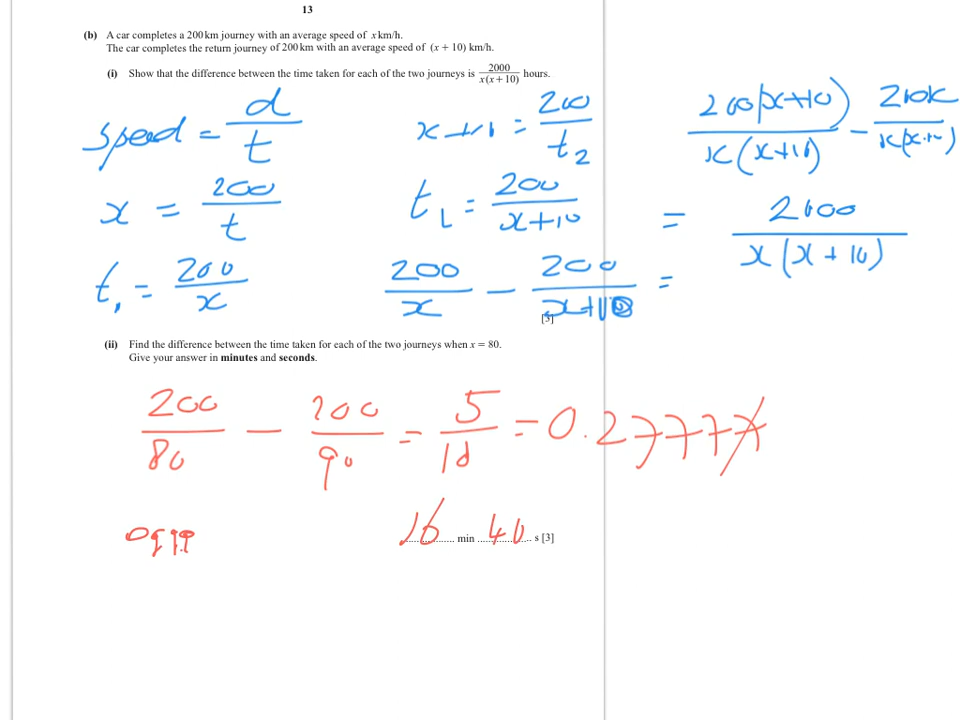 13
(b) A car completes a 200 km journey with an average speed of x km/h.
The car completes the return journey of 200 km with an average speed of (x + 10) km/h.
(i) Show that the difference between the time taken for each of the two journeys is 2000/x(x + 10) hours.
speed = d/t
x = 200/t
t₁ = 200/x
x+10 = 200/t₂
t₂ = 200/x+10
200/x - 200/x+10 =
200(x+10)/x(x+10) - 200x/x(x+10)
= 2000/x(x+10)
[3]
(ii) Find the difference between the time taken for each of the two journeys when x = 80.
Give your answer in minutes and seconds.
200/80 - 200/90 = 5/18 = 0.27777
16 min 40 s [3]